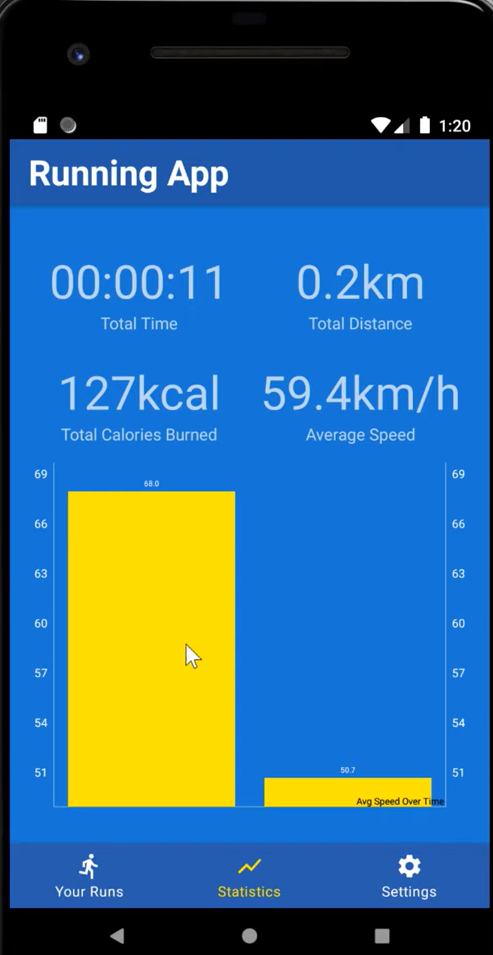 1:20
Running App
00:00:11
Total Time
0.2km
Total Distance
127kcal
Total Calories Burned
59.4km/h
Average Speed
69
66
63
60
57
54
51
68.0
50.7
69
66
63
60
57
54
51
Avg Speed Over Time
Your Runs
Statistics
Settings